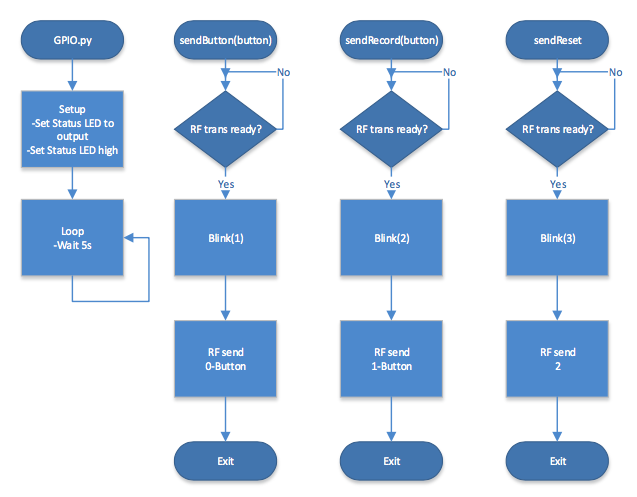 GPIO.py
Setup
-Set Status LED to
output
-Set Status LED high
Loop
-Wait 5s
sendButton(button)
No
RF trans ready?
Yes
Blink(1)
RF send
0-Button
Exit
sendRecord(button)
No
RF trans ready?
Yes
Blink(2)
RF send
1-Button
Exit
sendReset
No
RF trans ready?
Yes
Blink(3)
RF send
2
Exit